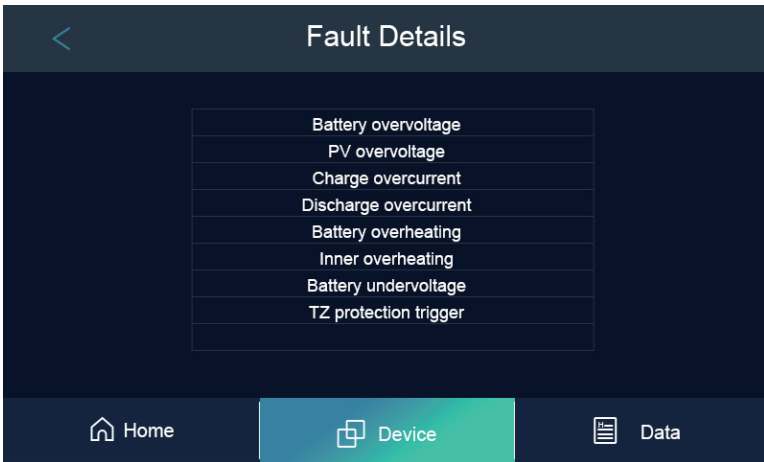 Fault Details
Battery overvoltage
PV overvoltage
Charge overcurrent
Discharge overcurrent
Battery overheating
Inner overheating
Battery undervoltage
TZ protection trigger
Home
Device
Data